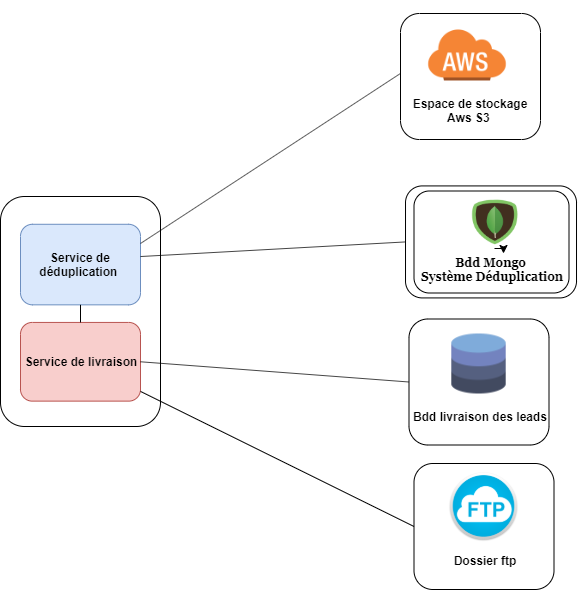 AWS
Espace de stockage
Aws S3
Service de
déduplication
Bdd Mongo
Système Déduplication
Service de livraison
Bdd livraison des leads
FTP
Dossier ftp